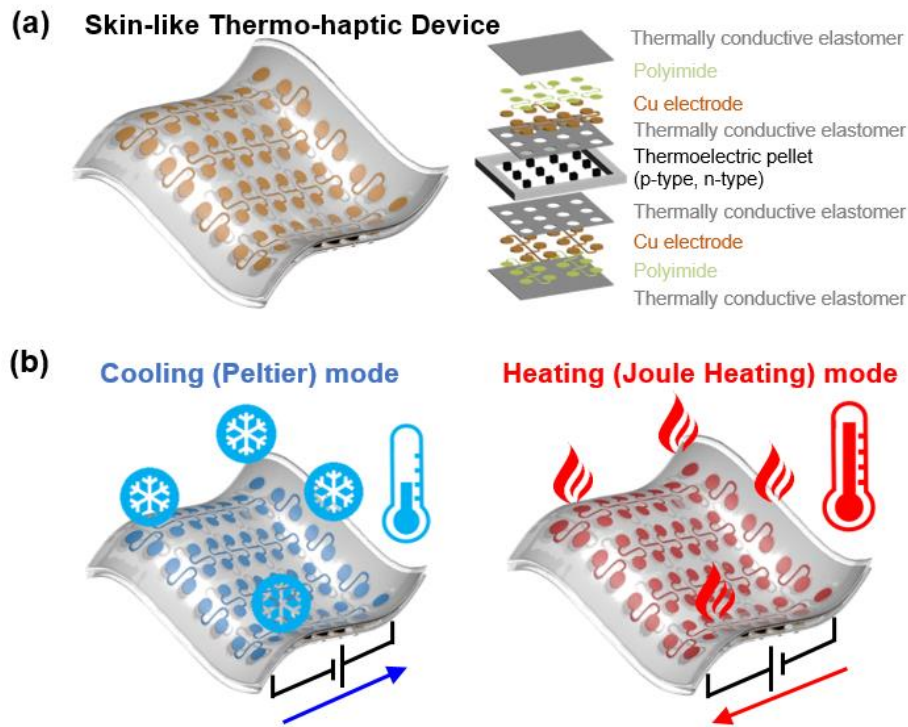 (a) Skin-like Thermo-haptic Device
Thermally conductive elastomer
Polyimide
Cu electrode
Thermally conductive elastomer
Thermoelectric pellet
(p-type, n-type)
Thermally conductive elastomer
Cu electrode
Polyimide
Thermally conductive elastomer
(b)
Cooling (Peltier) mode
Heating (Joule Heating) mode